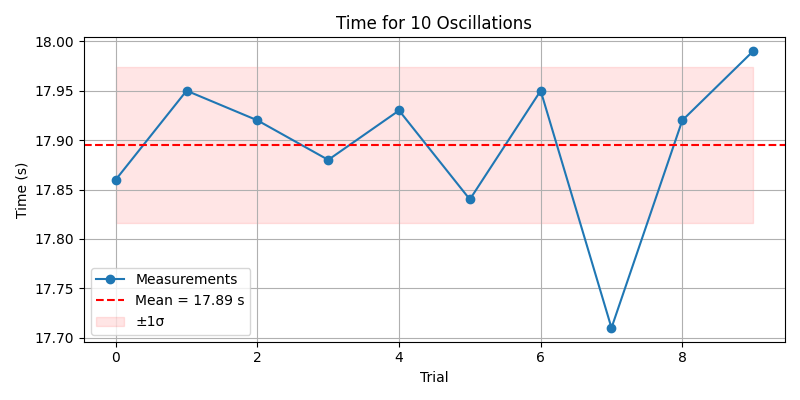 Time for 10 Oscillations
Time (s)
18.00
17.95
17.90
17.85
17.80
17.75
17.70
Measurements
Mean = 17.89 s
±1σ
0 2 4 6 8
Trial